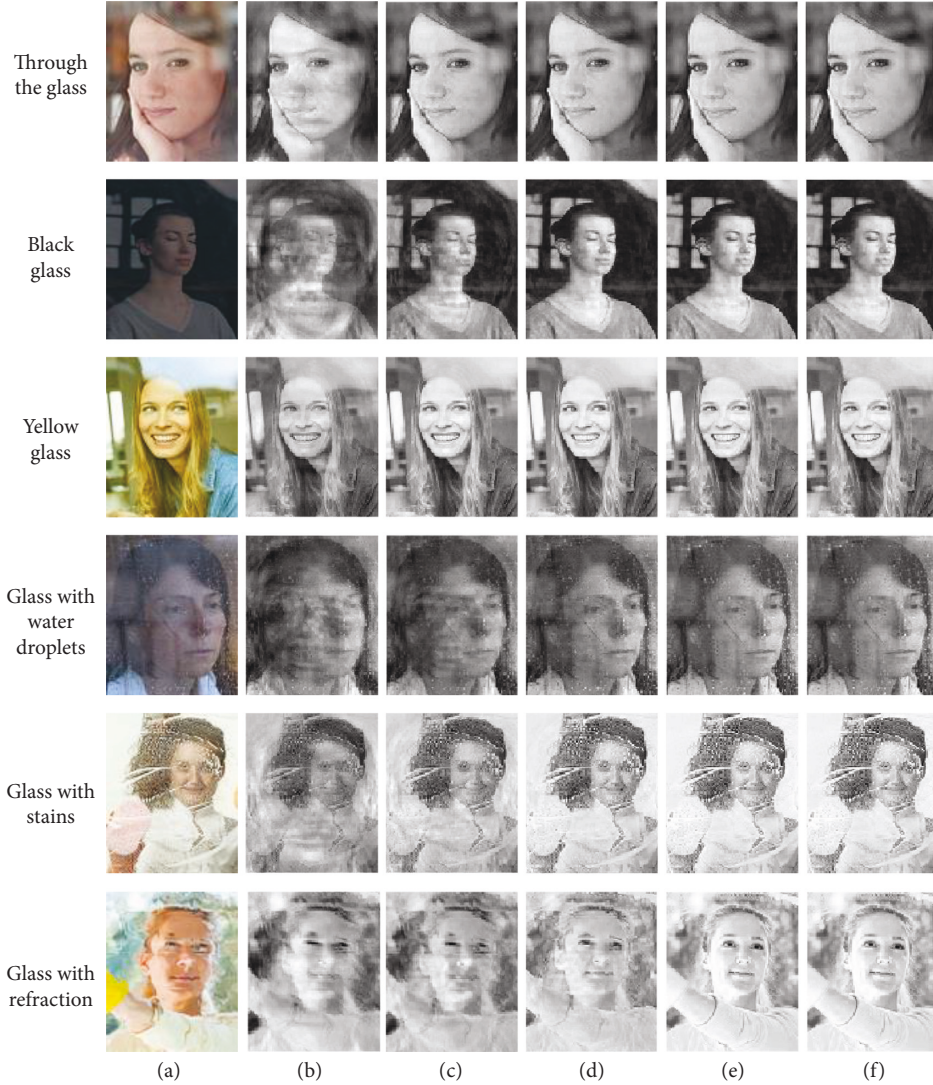 Through
the glass
Black
glass
Yellow
glass
Glass with
water
droplets
Glass with
stains
Glass with
refraction
(a) (b) (c) (d) (e) (f)